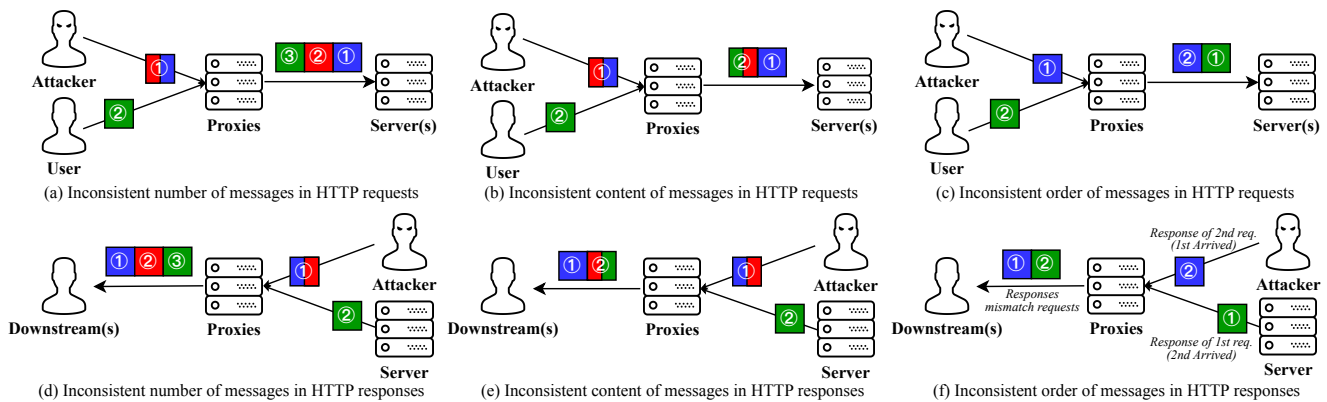 Attacker
①
②
User
Proxies
③ ② ①
Server(s)
(a) Inconsistent number of messages in HTTP requests
Attacker
①
②
User
Proxies
② ①
Server(s)
(b) Inconsistent content of messages in HTTP requests
Attacker
①
②
User
Proxies
② ①
Server(s)
(c) Inconsistent order of messages in HTTP requests
① ② ③
Downstream(s)
Proxies
①
②
Attacker
Server
(d) Inconsistent number of messages in HTTP responses
① ②
Downstream(s)
Proxies
①
②
Attacker
Server
(e) Inconsistent content of messages in HTTP responses
① ②
Responses
mismatch requests
Downstream(s)
Proxies
Response of 2nd req.
(1st Arrived)
②
Attacker
①
Response of 1st req.
(2nd Arrived)
Server
(f) Inconsistent order of messages in HTTP responses